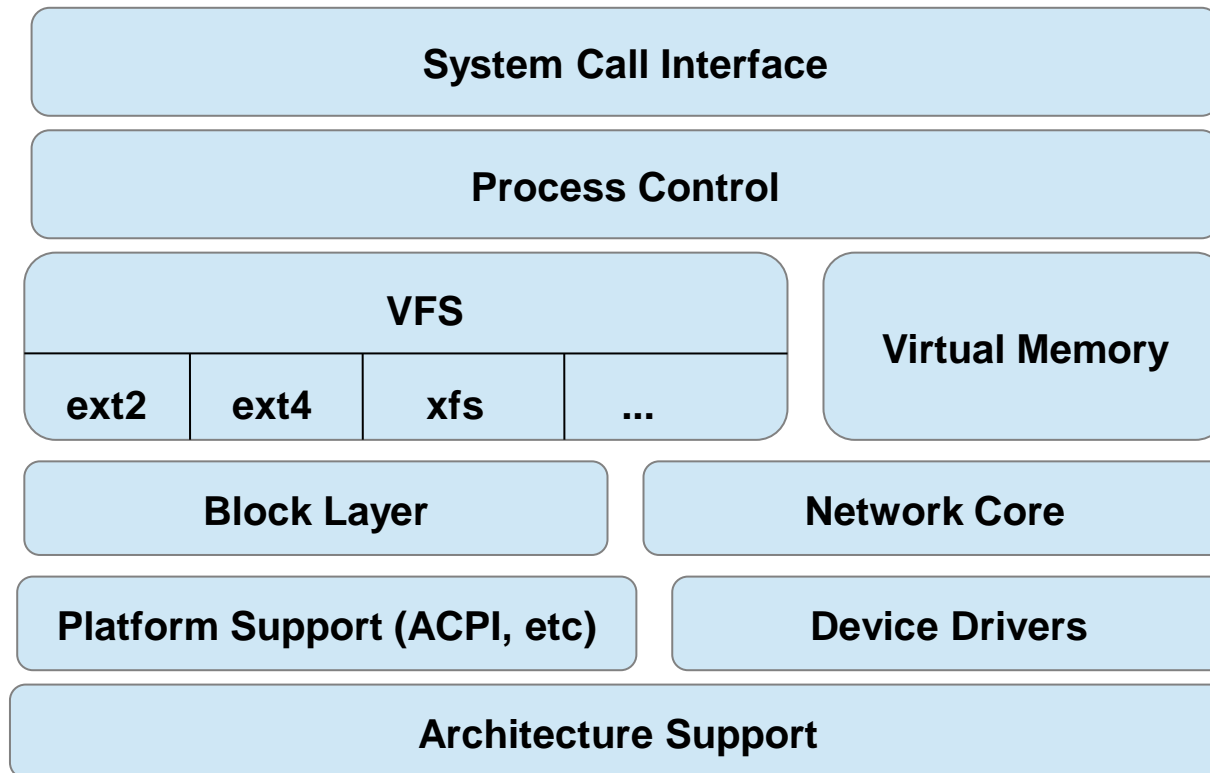 System Call Interface
Process Control
VFS
Virtual Memory
ext2 ext4 xfs ...
Block Layer Network Core
Platform Support (ACPI, etc) Device Drivers
Architecture Support